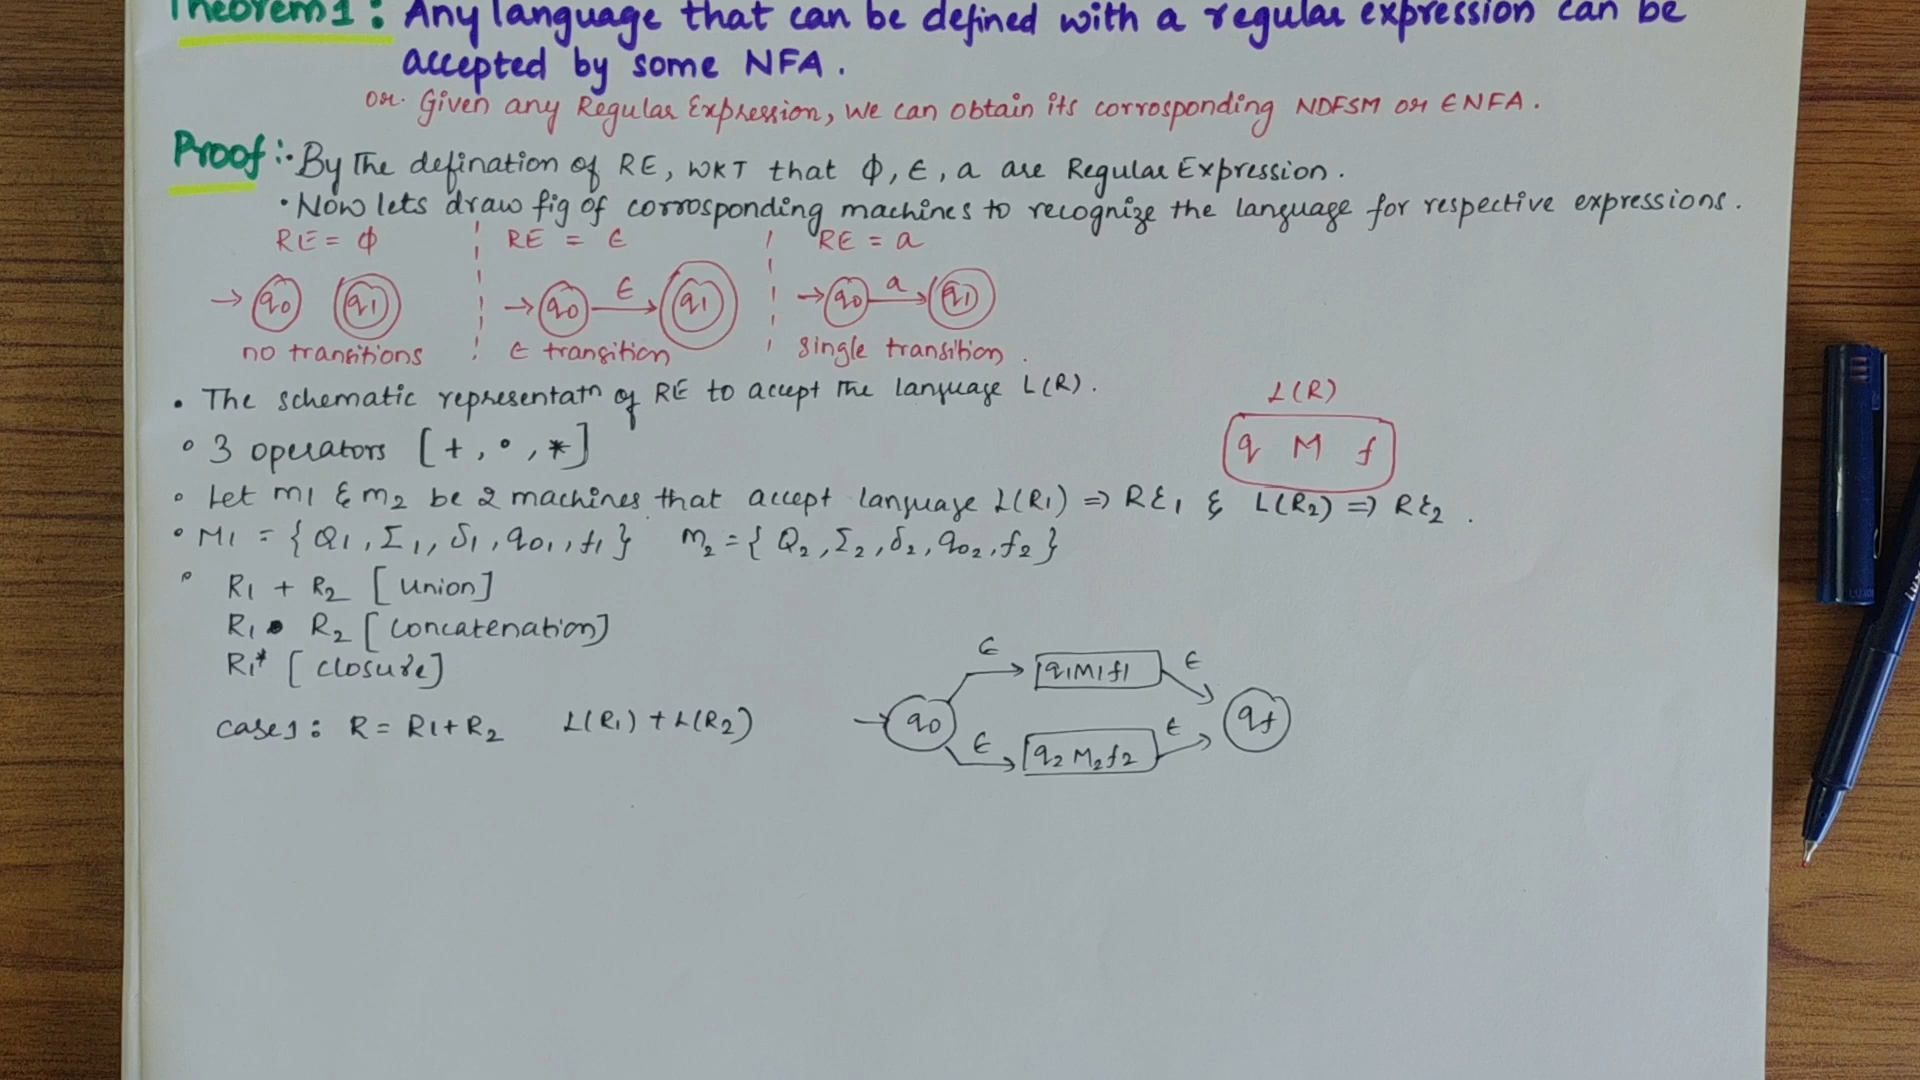 Theorem 1: Any language that can be defined with a regular expression can be
accepted by some NFA.
or. Given any Regular Expression, we can obtain its corrosponding NDFSM or ϵNFA.
Proof :- • By The defination of RE, WKT that ϕ, ϵ, a are Regular Expression.
• Now lets draw fig of corrosponding machines to recognize the language for respective expressions.
RE = ϕ RE = ϵ RE = a
q0 q1 q0 ϵ q1 q0 a q1
no transitions ϵ transition single transition.
• The schematic representatn of RE to accept The language L(R).
L(R)
q M f
• 3 operators [+, •, *]
• Let m1 & m2 be 2 machines that accept language L(R1) => RE1 & L(R2) => RE2.
• M1 = {Q1, Σ1, δ1, q01, f1} M2 = {Q2, Σ2, δ2, q02, f2}
• R1 + R2 [Union]
R1 • R2 [concatenation]
R1* [closure]
case1: R = R1+R2 L(R1) + L(R2)
ϵ q1M1f1 ϵ
q0 qf
ϵ q2M2f2 ϵ